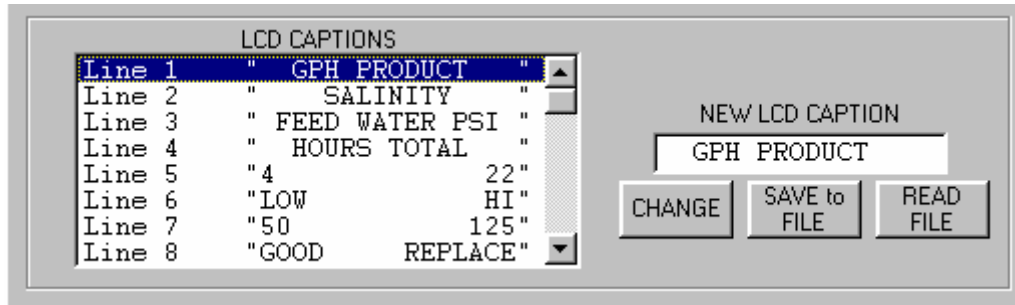 LCD CAPTIONS
Line 1 "  GPH PRODUCT  "
Line 2 "    SALINITY    "
Line 3 " FEED WATER PSI "
Line 4 "  HOURS TOTAL  "
Line 5 "4            22"
Line 6 "LOW          HI"
Line 7 "50          125"
Line 8 "GOOD    REPLACE"
NEW LCD CAPTION
GPH PRODUCT
CHANGE
SAVE to
FILE
READ
FILE